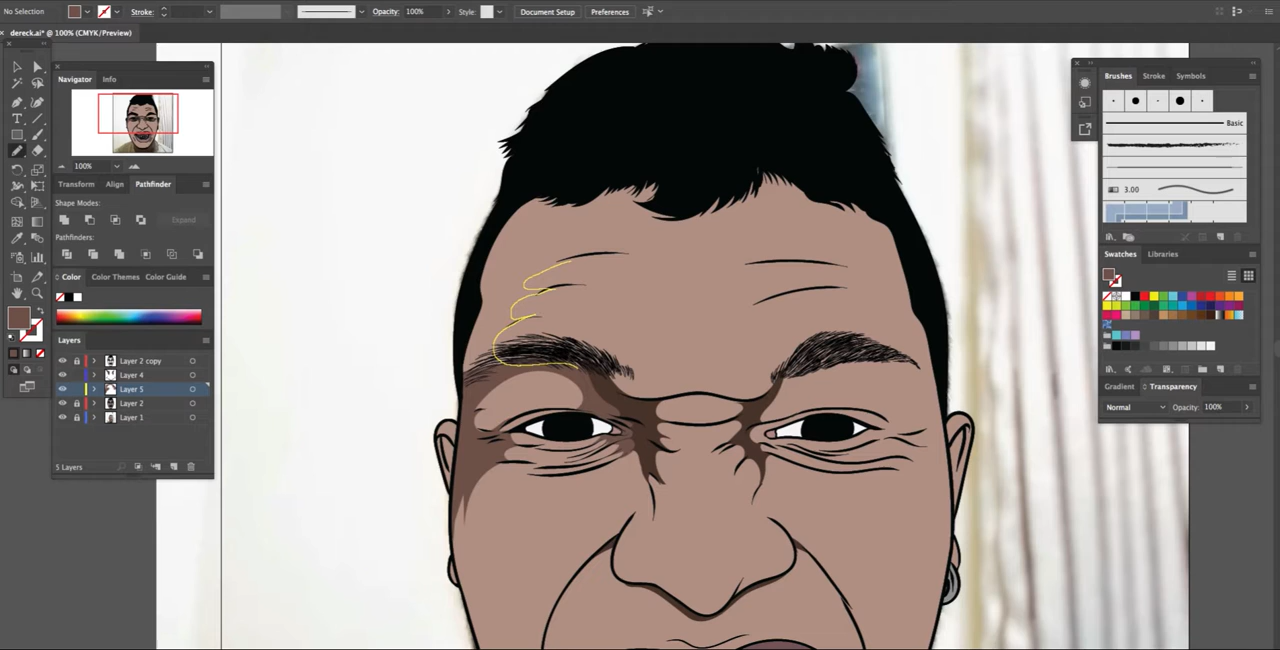 No Selection
Stroke:
Opacity: 100%
Style:
Document Setup
Preferences
dereck.ai* @ 100% (CMYK/Preview)
Navigator
Info
100%
Transform
Align
Pathfinder
Shape Modes:
Expand
Pathfinders:
Color
Color Themes
Color Guide
Layers
Layer 2 copy
Layer 4
Layer 5
Layer 2
Layer 1
5 Layers
Brushes
Stroke
Symbols
Basic
3.00
Swatches
Libraries
Gradient
Transparency
Normal
Opacity: 100%